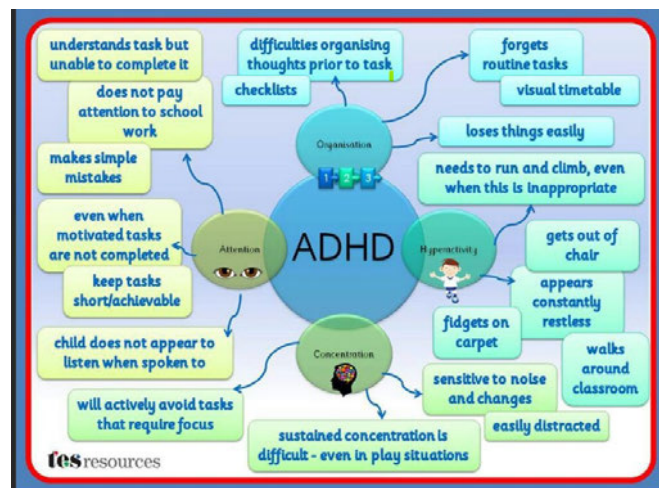 understands task but
unable to complete it
does not pay
attention to school
work
makes simple
mistakes
even when
motivated tasks
are not completed
keep tasks
short/achievable
child does not appear to
listen when spoken to
will actively avoid tasks
that require focus
difficulties organising
thoughts prior to task
checklists
forgets
routine tasks
visual timetable
loses things easily
needs to run and climb, even
when this is inappropriate
gets out of
chair
appears
constantly
restless
fidgets on
carpet
walks
around
classroom
sensitive to noise
and changes
easily distracted
sustained concentration is
difficult - even in play situations
Organisation
1 2 3
Attention
ADHD
Hyperactivity
Concentration
tes resources